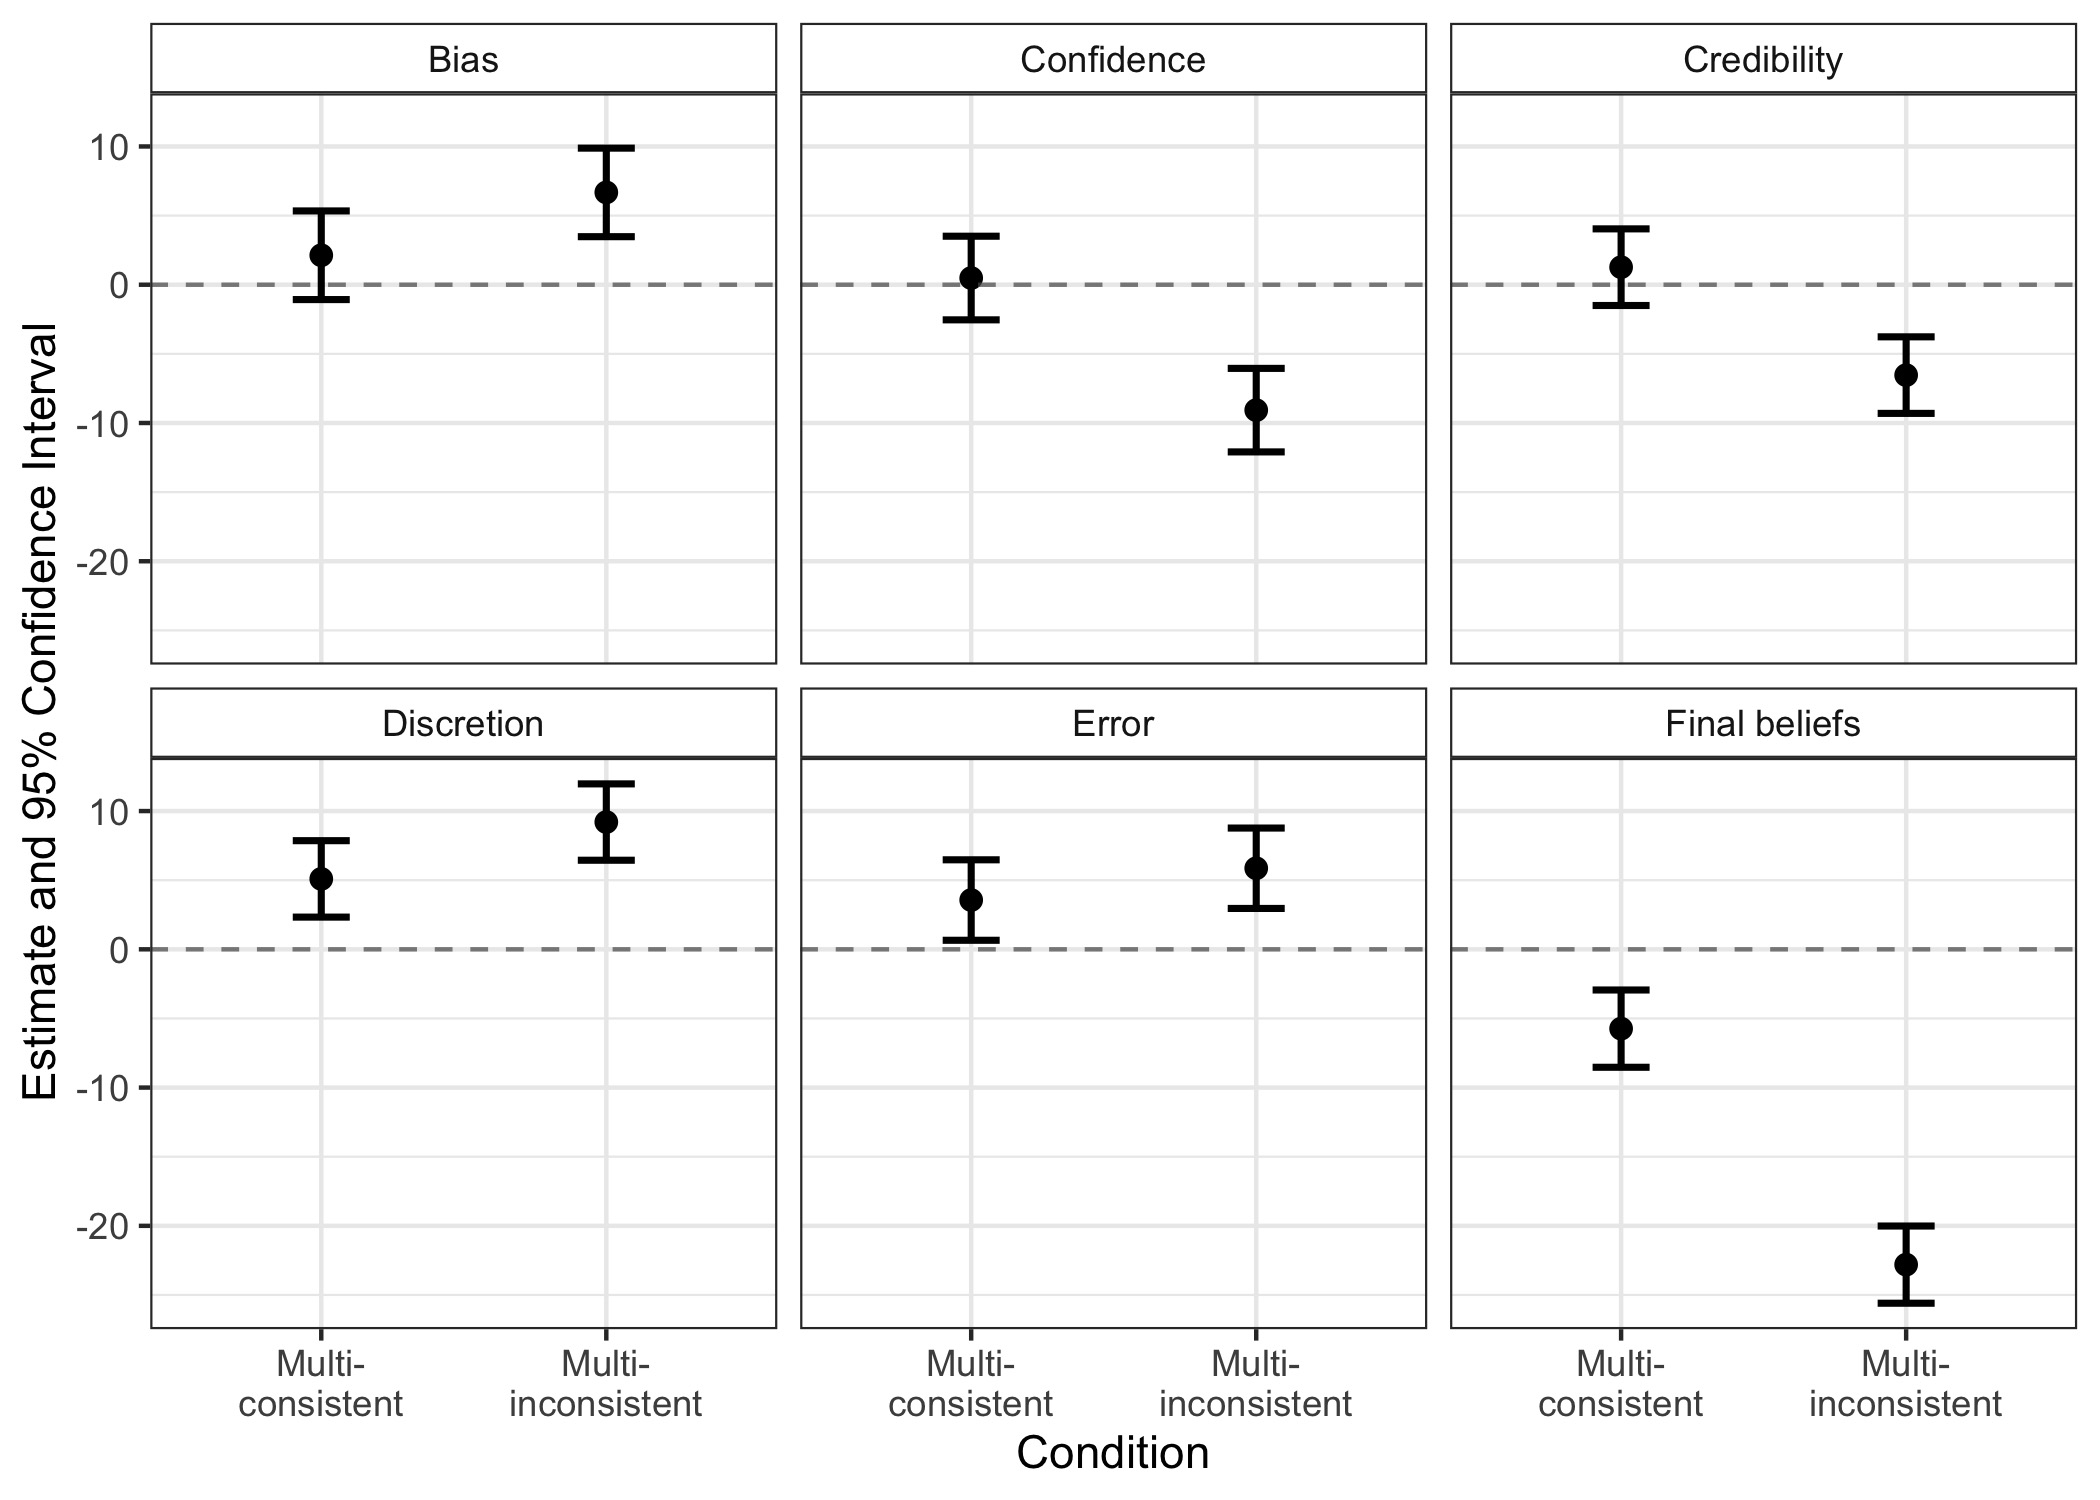 Bias
Confidence
Credibility
10
0
-10
-20
Discretion
Error
Final beliefs
10
0
-10
-20
Estimate and 95% Confidence Interval
Multi-
consistent
Multi-
inconsistent
Multi-
consistent
Multi-
inconsistent
Multi-
consistent
Multi-
inconsistent
Condition